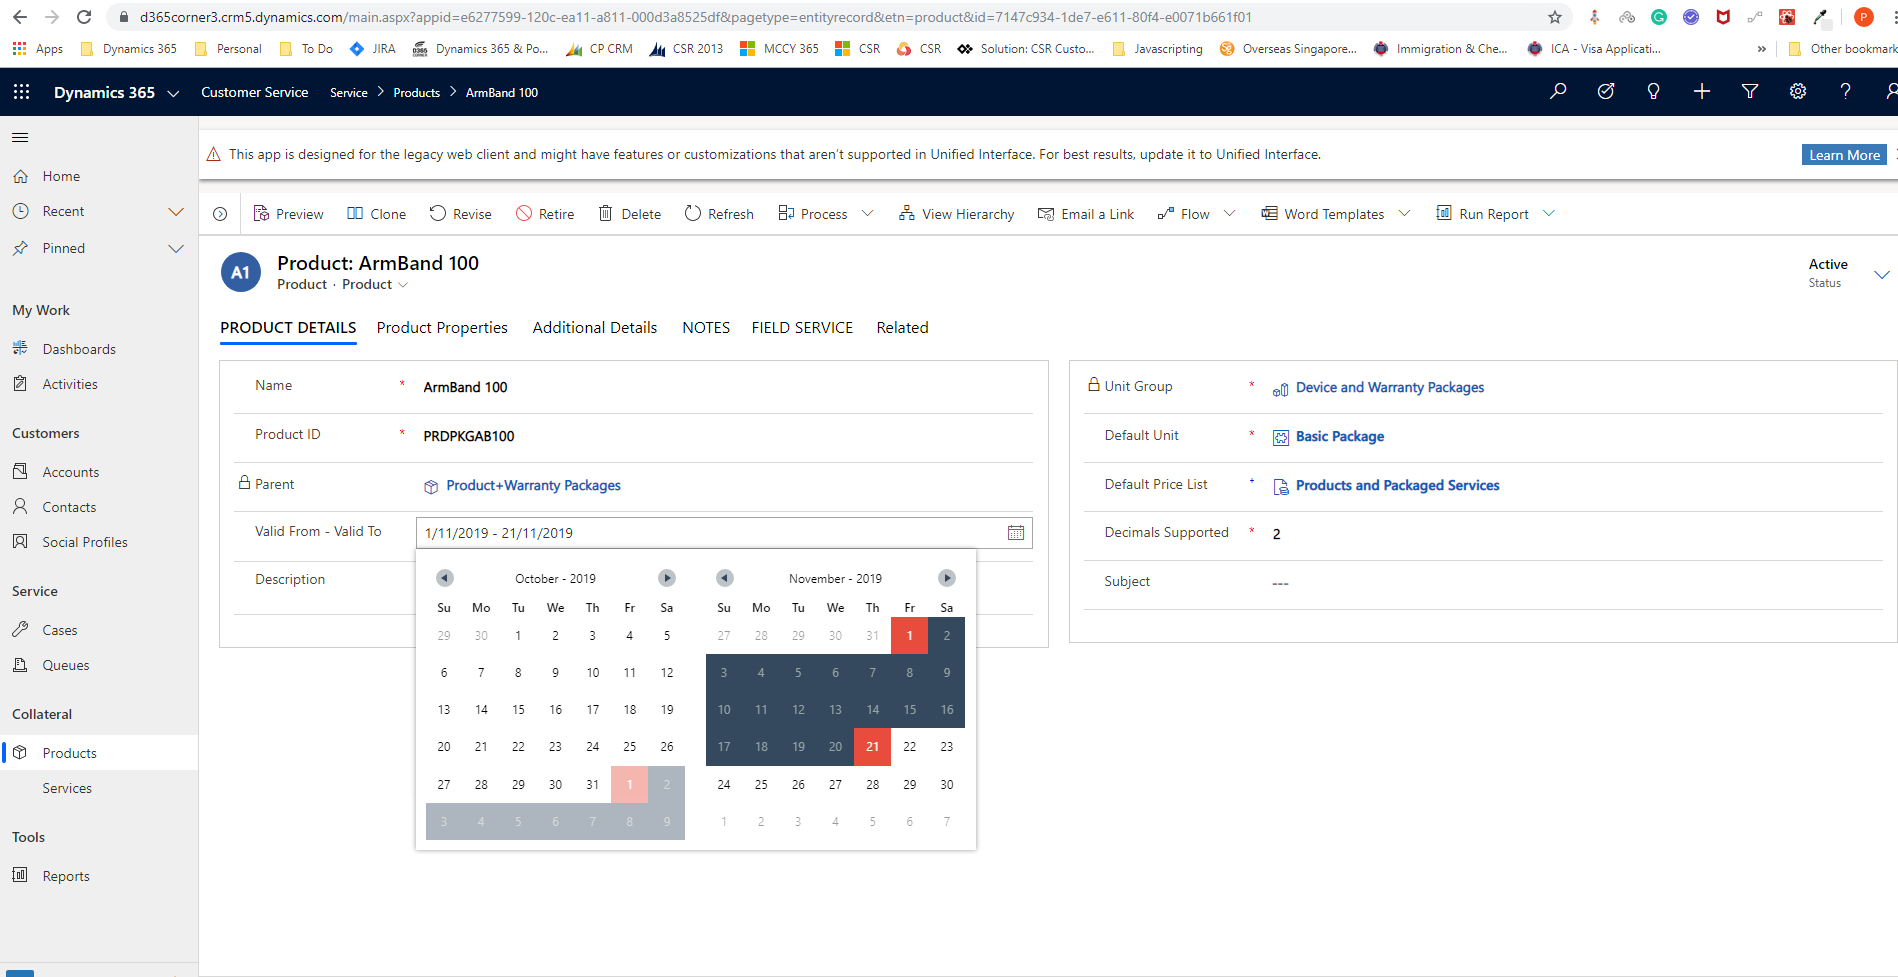 d365corner3.crm5.dynamics.com/main.aspx?appid=e6277599-120c-ea11-a811-000d3a8525df&pagetype=entityrecord&etn=product&id=7147c934-1de7-e611-80f4-e0071b661f01
Apps Dynamics 365 Personal To Do JIRA Dynamics 365 & Po... CP CRM CSR 2013 MCCY 365 CSR CSR Solution: CSR Custo... Javascripting Overseas Singapore... Immigration & Che... ICA - Visa Applicati... » Other bookmark
Dynamics 365 Customer Service Service > Products > ArmBand 100
This app is designed for the legacy web client and might have features or customizations that aren't supported in Unified Interface. For best results, update it to Unified Interface. Learn More
Home
Recent
Pinned
My Work
Dashboards
Activities
Customers
Accounts
Contacts
Social Profiles
Service
Cases
Queues
Collateral
Products
Services
Tools
Reports
Preview Clone Revise Retire Delete Refresh Process View Hierarchy Email a Link Flow Word Templates Run Report
A1
Product: ArmBand 100
Product · Product
Active
Status
PRODUCT DETAILS Product Properties Additional Details NOTES FIELD SERVICE Related
Name * ArmBand 100
Product ID * PRDPKGAB100
Parent Product+Warranty Packages
Valid From - Valid To 1/11/2019 - 21/11/2019
Description
October - 2019
Su Mo Tu We Th Fr Sa
29 30 1 2 3 4 5
6 7 8 9 10 11 12
13 14 15 16 17 18 19
20 21 22 23 24 25 26
27 28 29 30 31 1 2
3 4 5 6 7 8 9
November - 2019
Su Mo Tu We Th Fr Sa
27 28 29 30 31 1 2
3 4 5 6 7 8 9
10 11 12 13 14 15 16
17 18 19 20 21 22 23
24 25 26 27 28 29 30
1 2 3 4 5 6 7
Unit Group * Device and Warranty Packages
Default Unit * Basic Package
Default Price List + Products and Packaged Services
Decimals Supported * 2
Subject ---